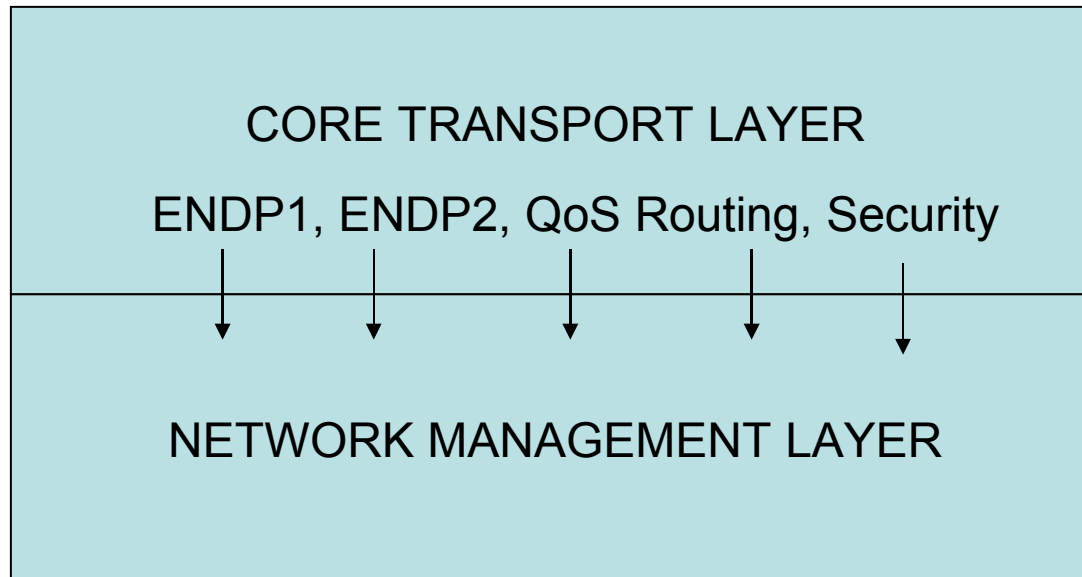 CORE TRANSPORT LAYER
ENDP1, ENDP2, QoS Routing, Security
NETWORK MANAGEMENT LAYER